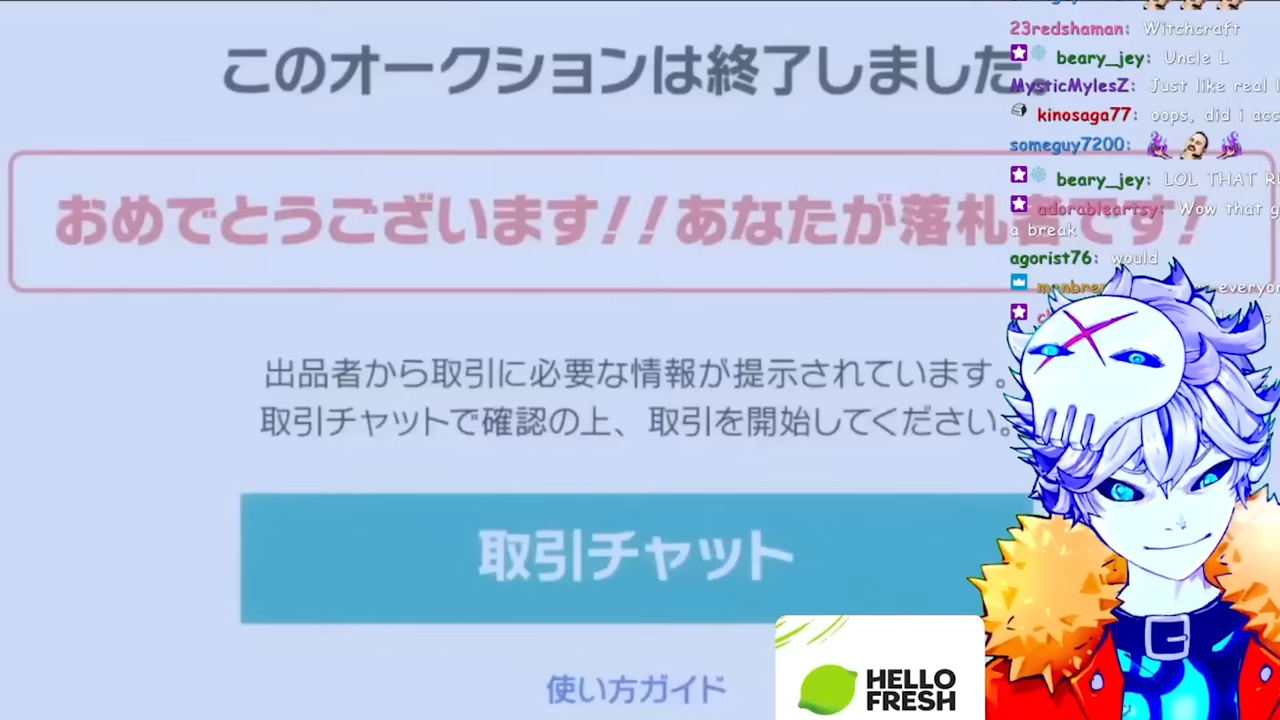 このオークションは終了しました。
おめでとうございます!!あなたが落札者です!
出品者から取引に必要な情報が提示されています。
取引チャットで確認の上、取引を開始してください。
取引チャット
使い方ガイド
23redshaman: Witchcraft
beary_jey: Uncle L
MysticMylesZ: Just like real
kinosaga77: oops, did i
someguy7200:
beary_jey: LOL THAT
adorableartsy: Wow that
a break
agorist76: would
HELLO
FRESH